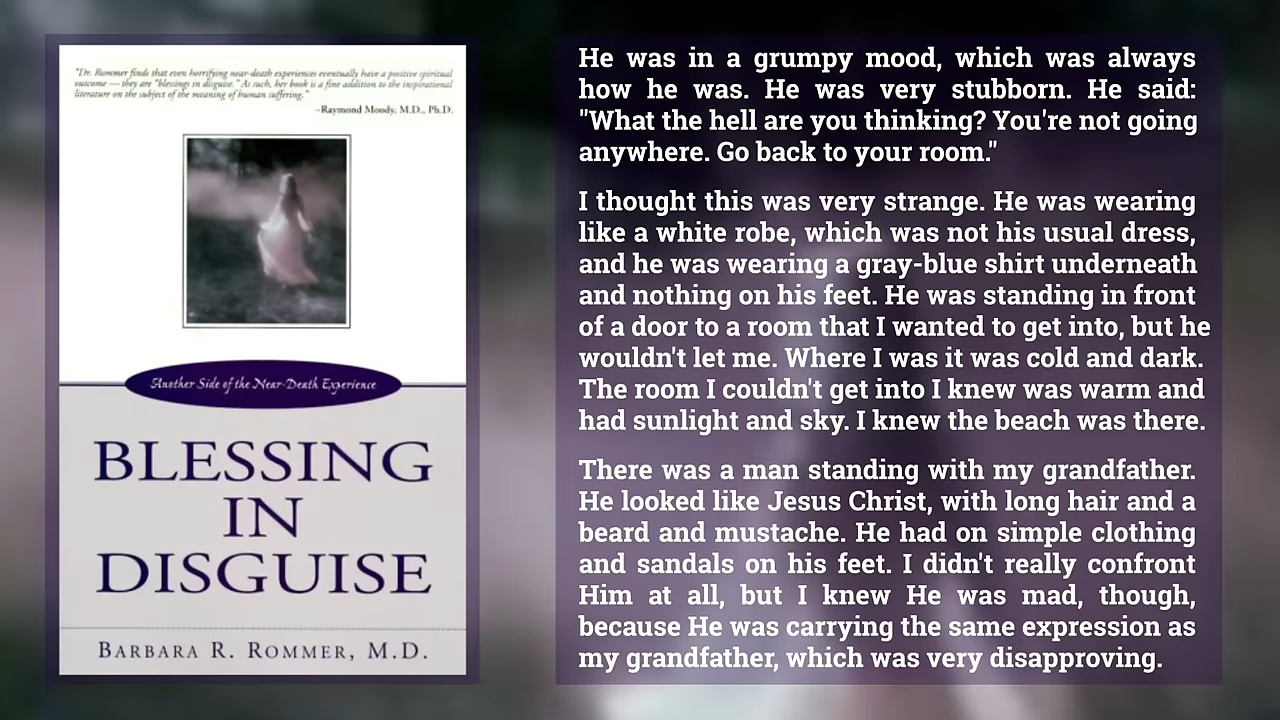 "Dr. Rommer finds that even horrifying near-death experiences eventually have a positive spiritual
outcome — they are "blessings in disguise." As such, her book is a fine addition to the inspirational
literature on the subject of the meaning of human suffering."
–Raymond Moody, M.D., Ph.D.
Another Side of the Near-Death Experience
BLESSING
IN
DISGUISE
BARBARA R. ROMMER, M.D.
He was in a grumpy mood, which was always
how he was. He was very stubborn. He said:
"What the hell are you thinking? You're not going
anywhere. Go back to your room."
I thought this was very strange. He was wearing
like a white robe, which was not his usual dress,
and he was wearing a gray-blue shirt underneath
and nothing on his feet. He was standing in front
of a door to a room that I wanted to get into, but he
wouldn't let me. Where I was it was cold and dark.
The room I couldn't get into I knew was warm and
had sunlight and sky. I knew the beach was there.
There was a man standing with my grandfather.
He looked like Jesus Christ, with long hair and a
beard and mustache. He had on simple clothing
and sandals on his feet. I didn't really confront
Him at all, but I knew He was mad, though,
because He was carrying the same expression as
my grandfather, which was very disapproving.